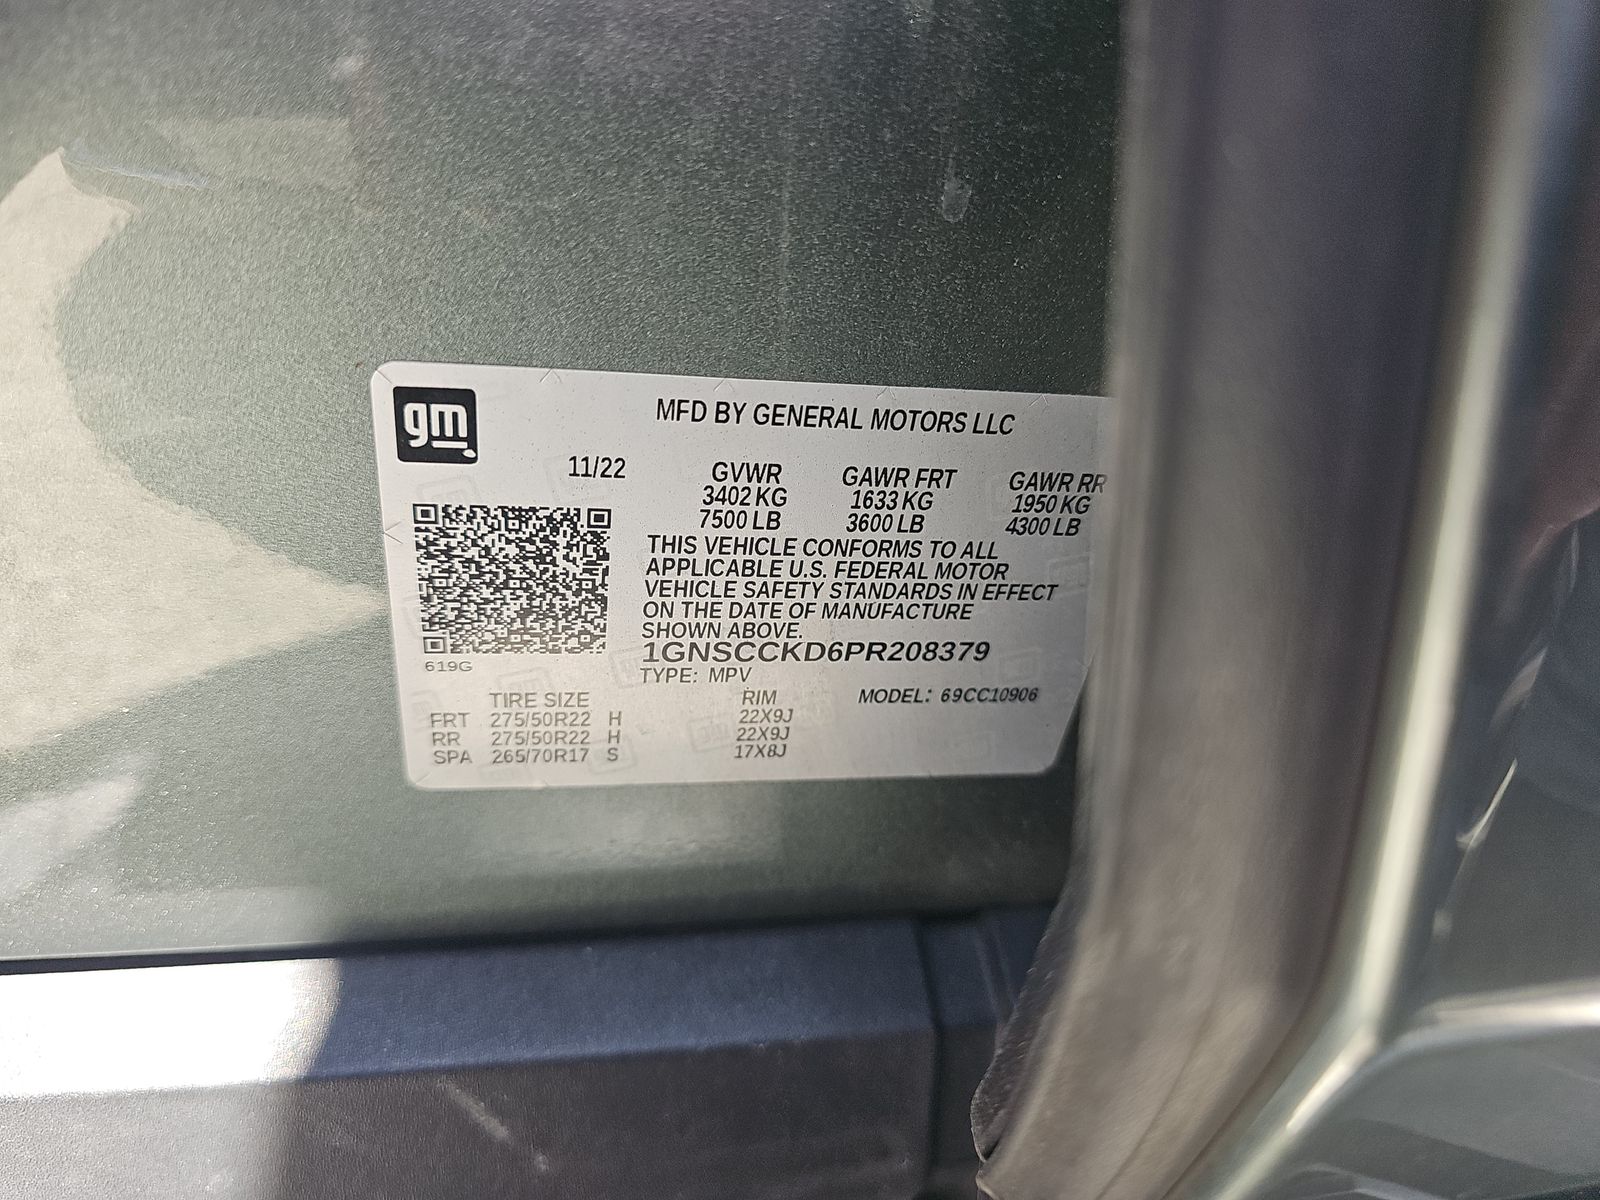 gm
MFD BY GENERAL MOTORS LLC
11/22
GVWR GAWR FRT GAWR RR
3402 KG 1633 KG 1950 KG
7500 LB 3600 LB 4300 LB
THIS VEHICLE CONFORMS TO ALL
APPLICABLE U.S. FEDERAL MOTOR
VEHICLE SAFETY STANDARDS IN EFFECT
ON THE DATE OF MANUFACTURE
SHOWN ABOVE.
1GNSCCKD6PR208379
619G
TYPE: MPV
TIRE SIZE RIM MODEL: 69CC10906
FRT 275/50R22 H 22X9J
RR 275/50R22 H 22X9J
SPA 265/70R17 S 17X8J